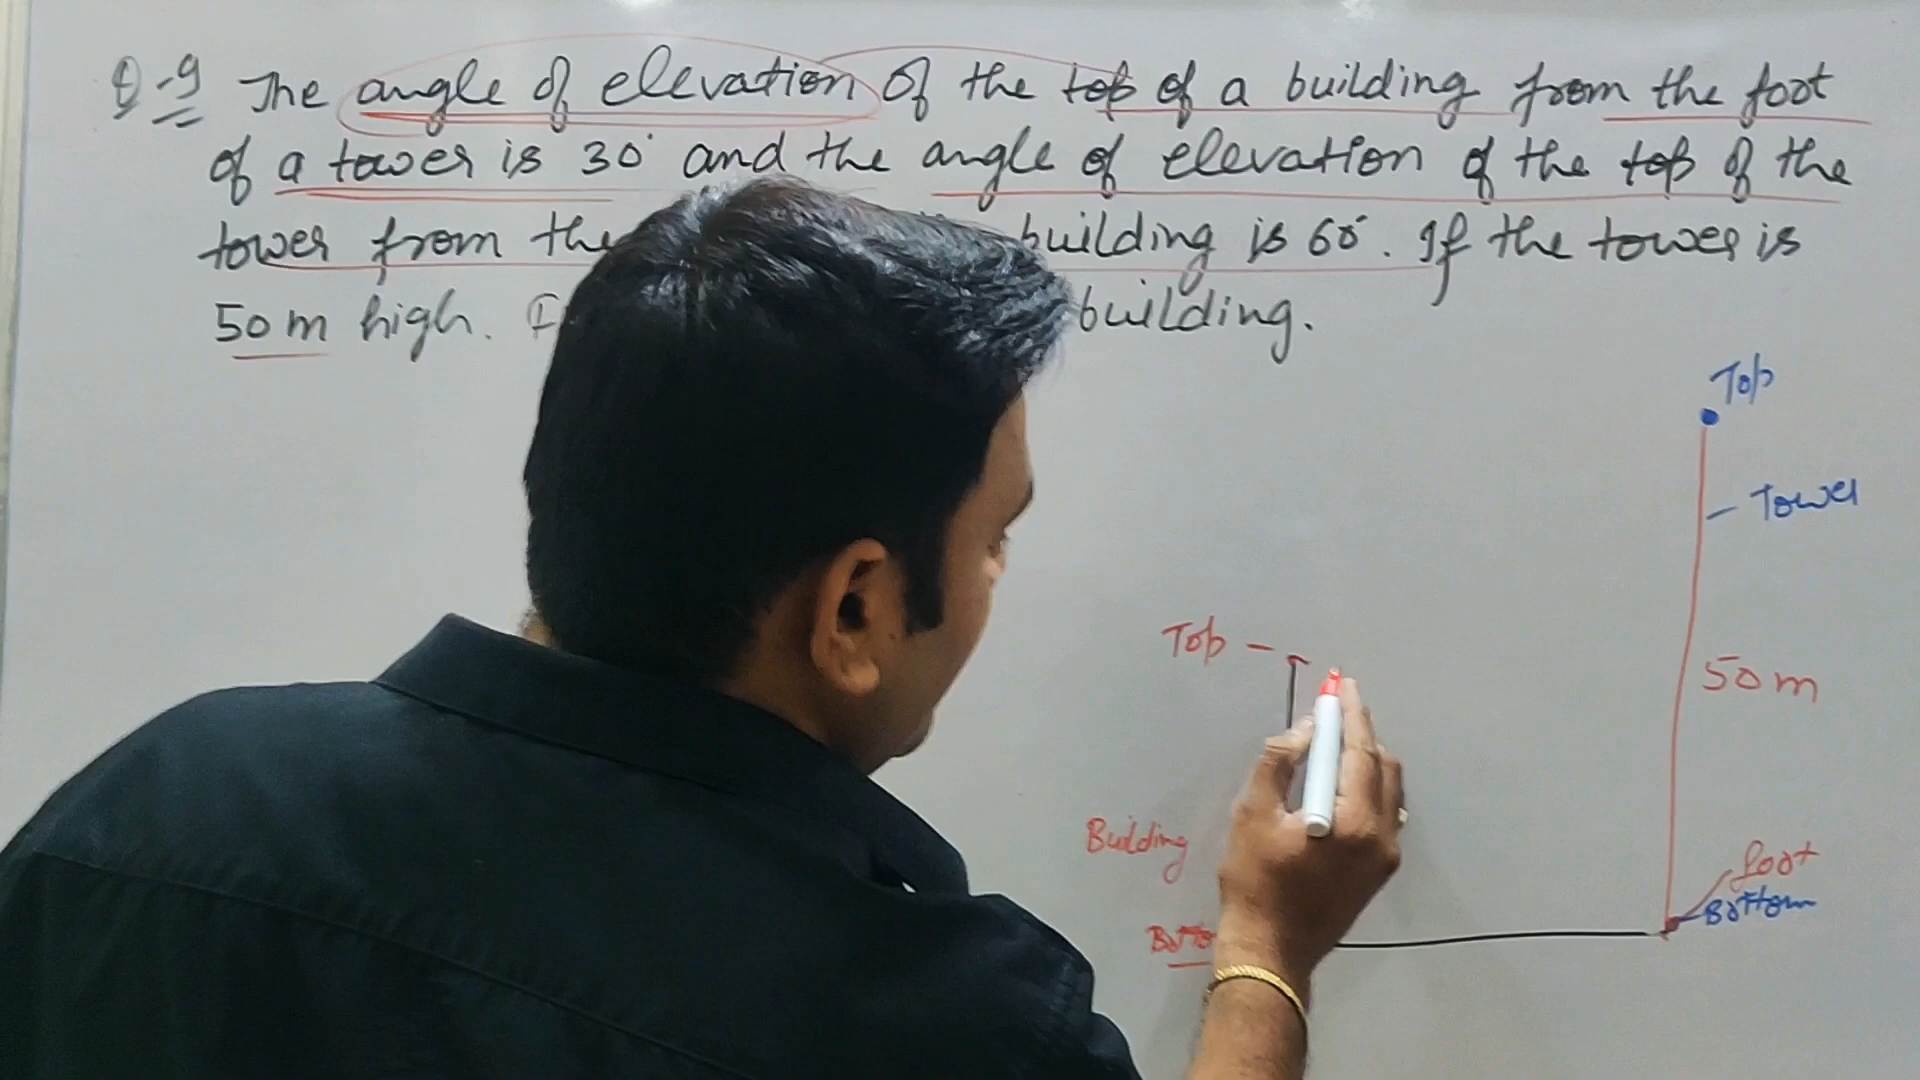 Q-9 The angle of elevation of the top of a building from the foot
of a tower is 30° and the angle of elevation of the top of the
tower from the building is 60°. If the tower is
50m high. building.
Top
Tower
Top
50m
Building
foot
Bottom